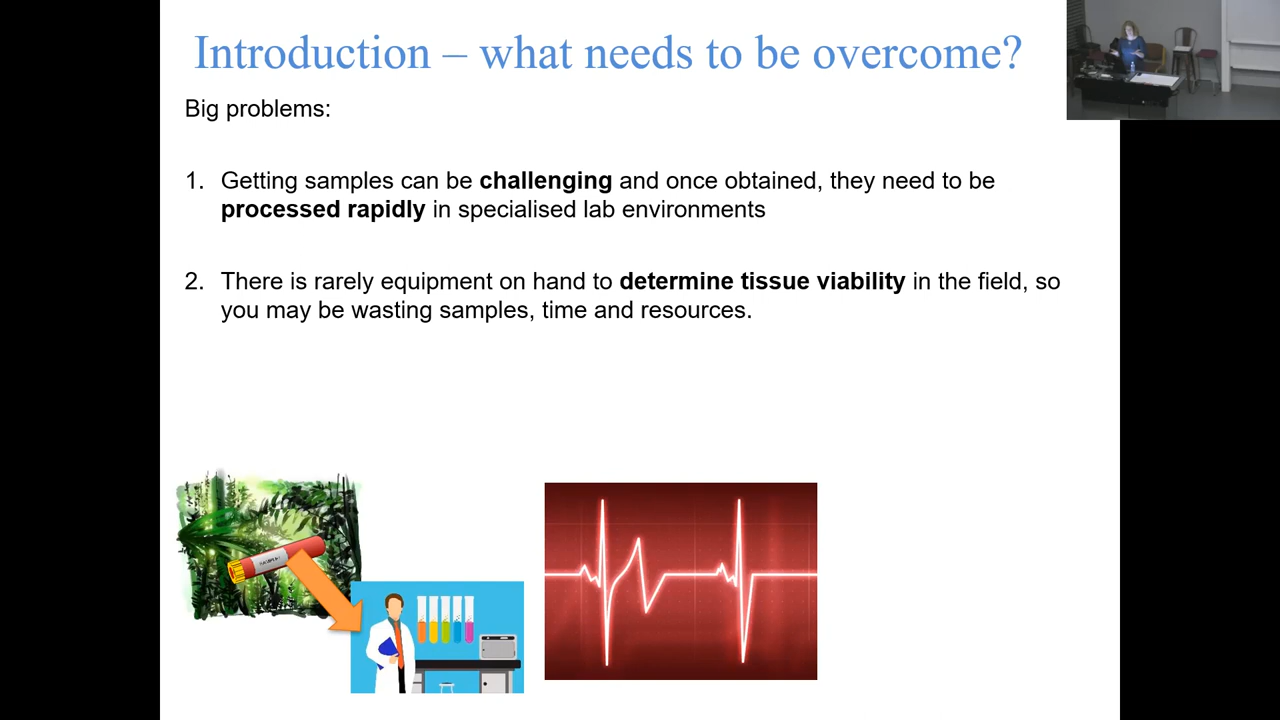 Introduction – what needs to be overcome?
Big problems:
1. Getting samples can be challenging and once obtained, they need to be
processed rapidly in specialised lab environments
2. There is rarely equipment on hand to determine tissue viability in the field, so
you may be wasting samples, time and resources.